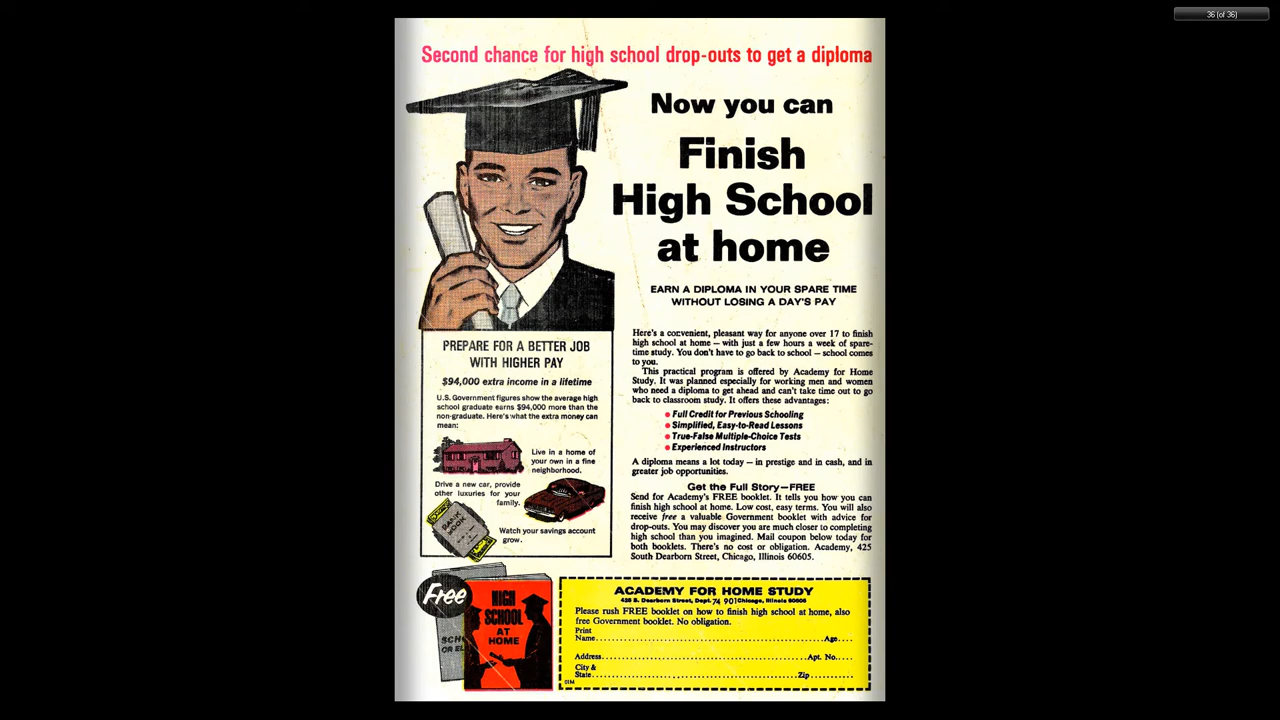 36 (of 36)
Second chance for high school drop-outs to get a diploma
Now you can
Finish
High School
at home
EARN A DIPLOMA IN YOUR SPARE TIME
WITHOUT LOSING A DAY'S PAY
Here's a convenient, pleasant way for anyone over 17 to finish
high school at home — with just a few hours a week of spare-
time study. You don't have to go back to school — school comes
to you.
This practical program is offered by Academy for Home
Study. It was planned especially for working men and women
who need a diploma to get ahead and can't take time out to go
back to classroom study. It offers these advantages:
● Full Credit for Previous Schooling
● Simplified, Easy-to-Read Lessons
● True-False Multiple-Choice Tests
● Experienced Instructors
A diploma means a lot today — in prestige and in cash, and in
greater job opportunities.
Get the Full Story—FREE
Send for Academy's FREE booklet. It tells you how you can
finish high school at home. Low cost, easy terms. You will also
receive free a valuable Government booklet with advice for
drop-outs. You may discover you are much closer to completing
high school than you imagined. Mail coupon below today for
both booklets. There's no cost or obligation. Academy, 425
South Dearborn Street, Chicago, Illinois 60605.
PREPARE FOR A BETTER JOB
WITH HIGHER PAY
$94,000 extra income in a lifetime
U.S. Government figures show the average high
school graduate earns $94,000 more than the
non-graduate. Here's what the extra money can
mean:
Live in a home of
your own in a fine
neighborhood.
Drive a new car, provide
other luxuries for your
family.
BANK
BOOK
Watch your savings account
grow.
Free
SCH
OR EL
HIGH
SCHOOL
AT
HOME
ACADEMY FOR HOME STUDY
425 S. Dearborn Street, Dept. 74 901 Chicago, Illinois 60605
Please rush FREE booklet on how to finish high school at home, also
free Government booklet. No obligation.
Print
Name Age
Address Apt. No.
City &
State Zip